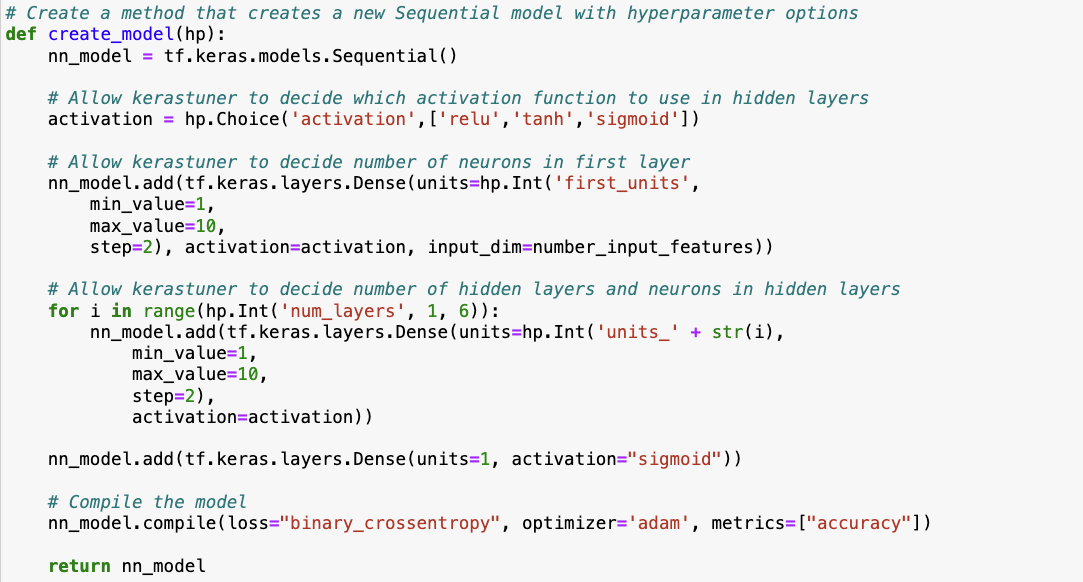 # Create a method that creates a new Sequential model with hyperparameter options
def create_model(hp):
    nn_model = tf.keras.models.Sequential()

    # Allow kerastuner to decide which activation function to use in hidden layers
    activation = hp.Choice('activation',['relu','tanh','sigmoid'])

    # Allow kerastuner to decide number of neurons in first layer
    nn_model.add(tf.keras.layers.Dense(units=hp.Int('first_units',
        min_value=1,
        max_value=10,
        step=2), activation=activation, input_dim=number_input_features))

    # Allow kerastuner to decide number of hidden layers and neurons in hidden layers
    for i in range(hp.Int('num_layers', 1, 6)):
        nn_model.add(tf.keras.layers.Dense(units=hp.Int('units_' + str(i),
            min_value=1,
            max_value=10,
            step=2),
            activation=activation))

    nn_model.add(tf.keras.layers.Dense(units=1, activation="sigmoid"))

    # Compile the model
    nn_model.compile(loss="binary_crossentropy", optimizer='adam', metrics=["accuracy"])

    return nn_model